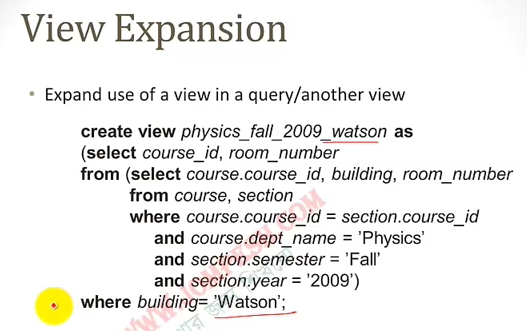 View Expansion
• Expand use of a view in a query/another view
create view physics_fall_2009_watson as
(select course_id, room_number
from (select course.course_id, building, room_number
from course, section
where course.course_id = section.course_id
and course.dept_name = ’Physics’
and section.semester = ’Fall’
and section.year = ’2009’)
where building= ’Watson’;